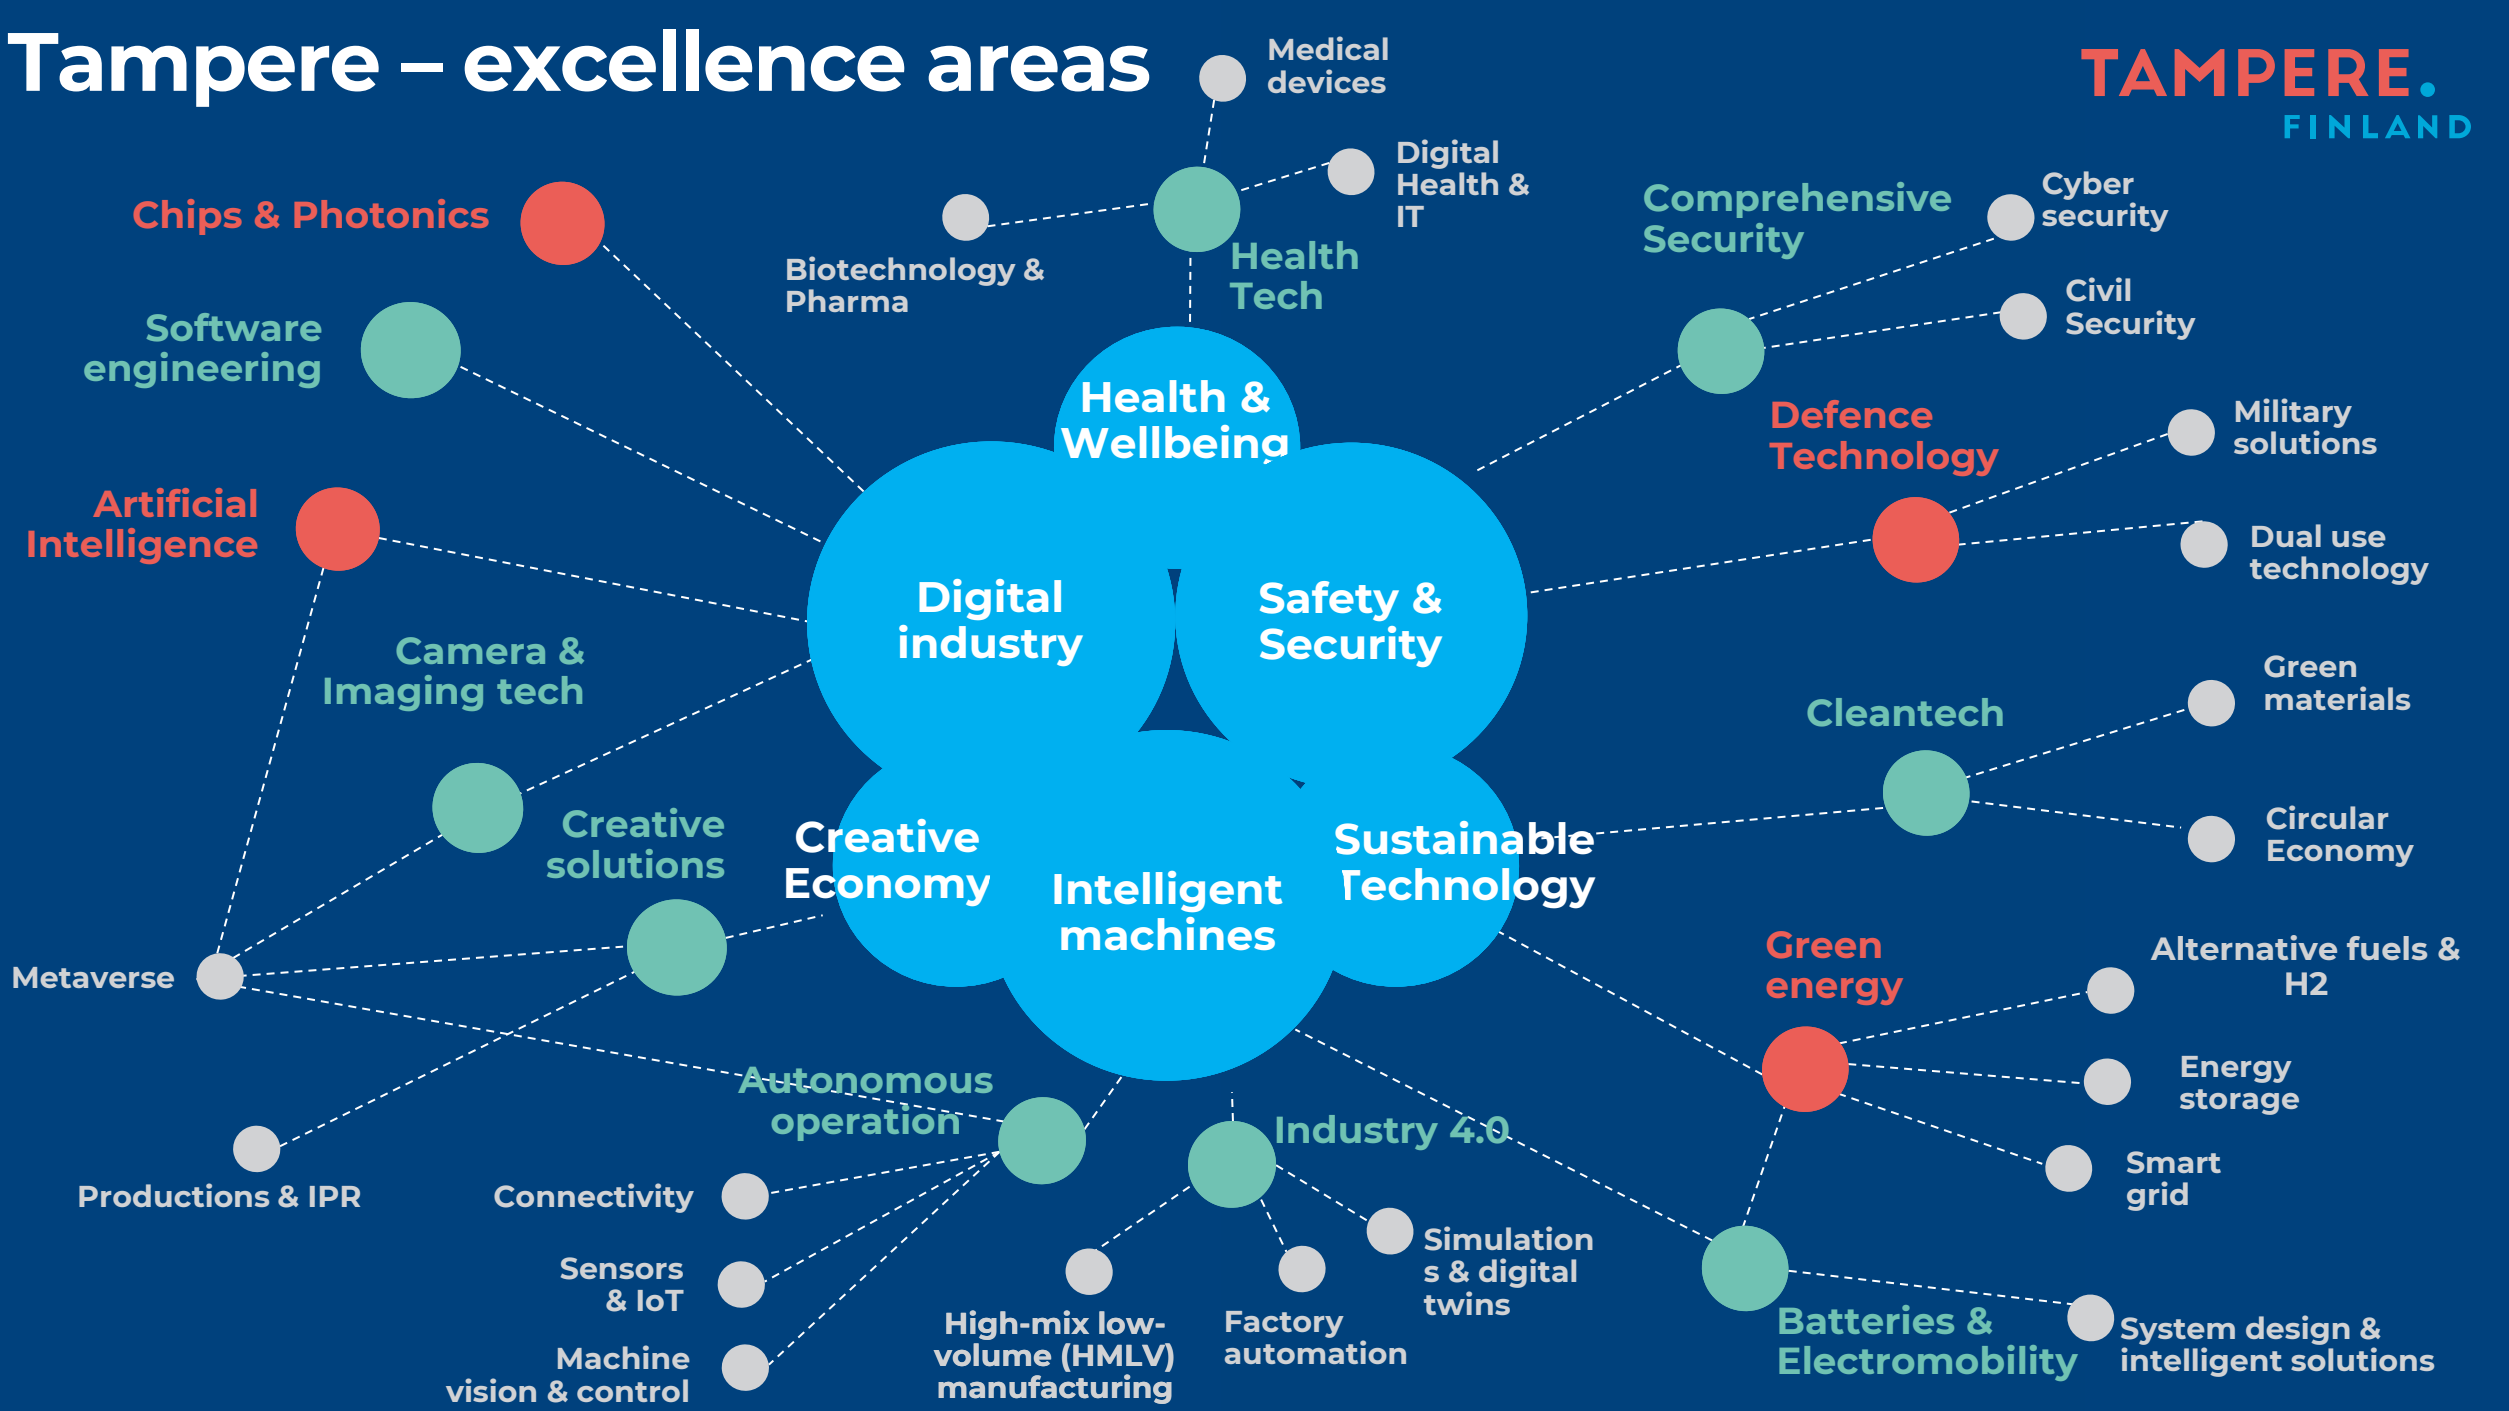 Tampere – excellence areas
TAMPERE.
FINLAND
Medical
devices
Digital
Health &
IT
Biotechnology &
Pharma
Health
Tech
Chips & Photonics
Software
engineering
Artificial
Intelligence
Camera &
Imaging tech
Creative
solutions
Metaverse
Productions & IPR
Comprehensive
Security
Cyber
security
Civil
Security
Defence
Technology
Military
solutions
Dual use
technology
Health &
Wellbeing
Digital
industry
Safety &
Security
Creative
Economy
Intelligent
machines
Sustainable
Technology
Cleantech
Green
materials
Circular
Economy
Green
energy
Alternative fuels &
H2
Energy
storage
Smart
grid
Autonomous
operation
Connectivity
Sensors
& IoT
Machine
vision & control
Industry 4.0
High-mix low-
volume (HMLV)
manufacturing
Factory
automation
Simulation
s & digital
twins
Batteries &
Electromobility
System design &
intelligent solutions